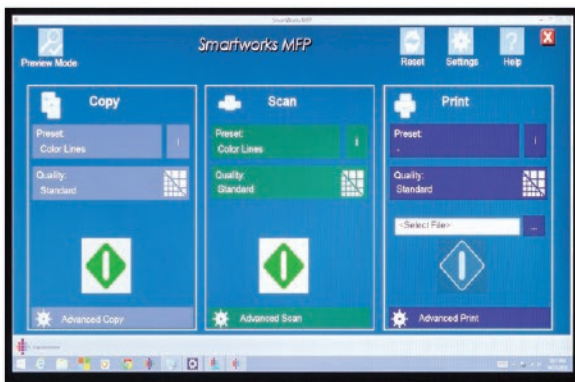 SmartWorks MFP
Preview Mode
Smartworks MFP
Reset
Settings
Help
X
Copy
Preset:
Color Lines
i
Quality:
Standard
Advanced Copy
Scan
Preset:
Color Lines
i
Quality:
Standard
Advanced Scan
Print
Preset:
-
i
Quality:
Standard
<Select File>
...
Advanced Print